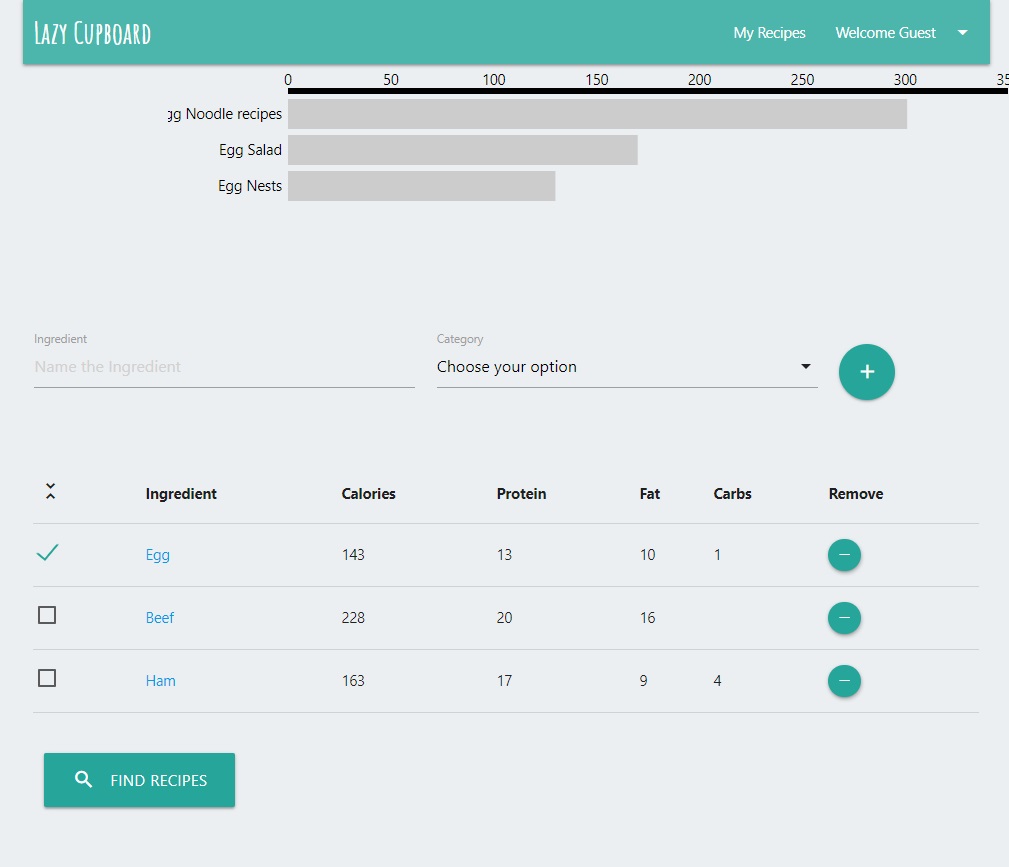 Lazy Cupboard
My Recipes Welcome Guest
0 50 100 150 200 250 300 35
gg Noodle recipes
Egg Salad
Egg Nests
Ingredient Category
Name the Ingredient Choose your option
Ingredient Calories Protein Fat Carbs Remove
Egg 143 13 10 1
Beef 228 20 16
Ham 163 17 9 4
FIND RECIPES